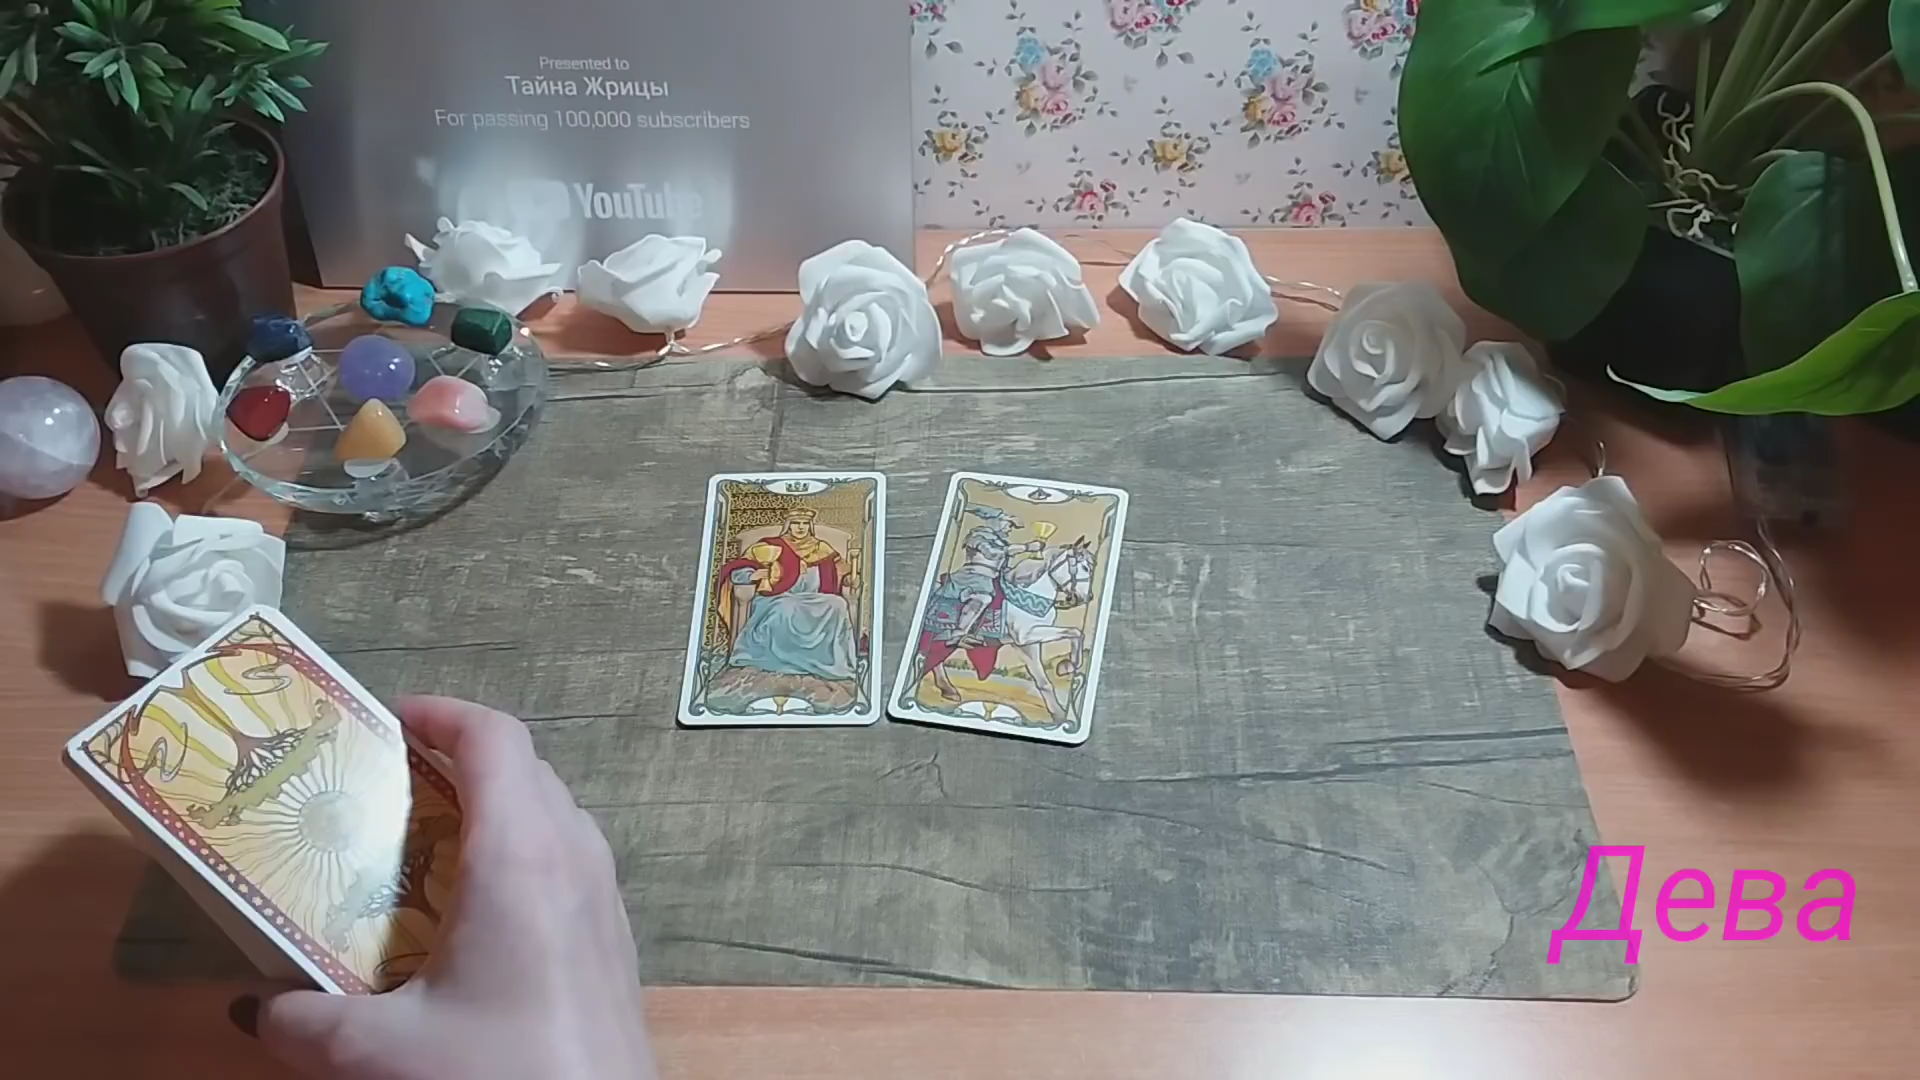 Presented to
Тайна Жрицы
For passing 100,000 subscribers
YouTube
Дева